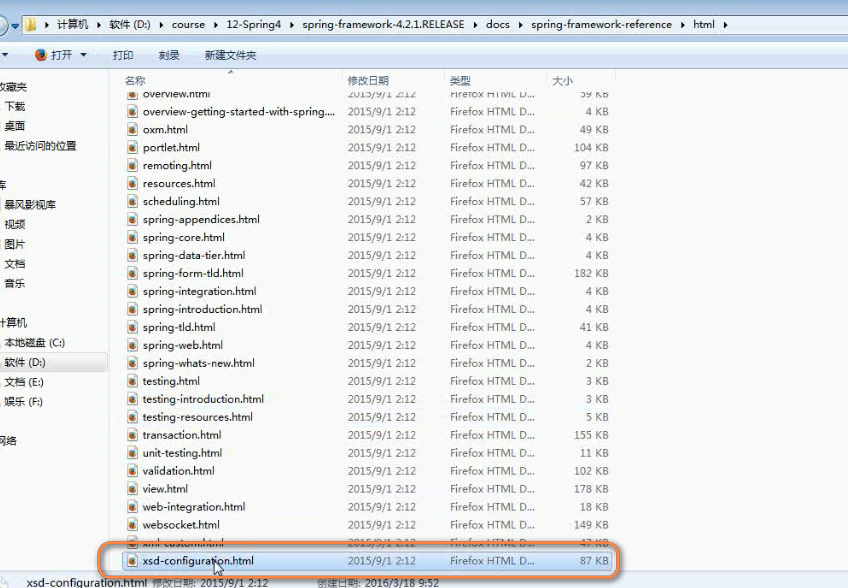 计算机 ▸ 软件 (D:) ▸ course ▸ 12-Spring4 ▸ spring-framework-4.2.1.RELEASE ▸ docs ▸ spring-framework-reference ▸ html ▸
打开 打印 刻录 新建文件夹
收藏夹
下载
桌面
最近访问的位置
库
暴风影视库
视频
图片
文档
音乐
计算机
本地磁盘 (C:)
软件 (D:)
文档 (E:)
娱乐 (F:)
网络
名称 修改日期 类型 大小
overview.html 2015/9/1 2:12 Firefox HTML D... 59 KB
overview-getting-started-with-spring.... 2015/9/1 2:12 Firefox HTML D... 4 KB
oxm.html 2015/9/1 2:12 Firefox HTML D... 49 KB
portlet.html 2015/9/1 2:12 Firefox HTML D... 104 KB
remoting.html 2015/9/1 2:12 Firefox HTML D... 97 KB
resources.html 2015/9/1 2:12 Firefox HTML D... 42 KB
scheduling.html 2015/9/1 2:12 Firefox HTML D... 57 KB
spring-appendices.html 2015/9/1 2:12 Firefox HTML D... 2 KB
spring-core.html 2015/9/1 2:12 Firefox HTML D... 4 KB
spring-data-tier.html 2015/9/1 2:12 Firefox HTML D... 4 KB
spring-form-tld.html 2015/9/1 2:12 Firefox HTML D... 182 KB
spring-integration.html 2015/9/1 2:12 Firefox HTML D... 4 KB
spring-introduction.html 2015/9/1 2:12 Firefox HTML D... 4 KB
spring-tld.html 2015/9/1 2:12 Firefox HTML D... 41 KB
spring-web.html 2015/9/1 2:12 Firefox HTML D... 4 KB
spring-whats-new.html 2015/9/1 2:12 Firefox HTML D... 2 KB
testing.html 2015/9/1 2:12 Firefox HTML D... 3 KB
testing-introduction.html 2015/9/1 2:12 Firefox HTML D... 3 KB
testing-resources.html 2015/9/1 2:12 Firefox HTML D... 5 KB
transaction.html 2015/9/1 2:12 Firefox HTML D... 155 KB
unit-testing.html 2015/9/1 2:12 Firefox HTML D... 11 KB
validation.html 2015/9/1 2:12 Firefox HTML D... 102 KB
view.html 2015/9/1 2:12 Firefox HTML D... 178 KB
web-integration.html 2015/9/1 2:12 Firefox HTML D... 18 KB
websocket.html 2015/9/1 2:12 Firefox HTML D... 149 KB
xml-custom.html 2015/9/1 2:12 Firefox HTML D... 47 KB
xsd-configuration.html 2015/9/1 2:12 Firefox HTML D... 87 KB
xsd-configuration.html 修改日期: 2015/9/1 2:12 创建日期: 2016/3/18 9:52